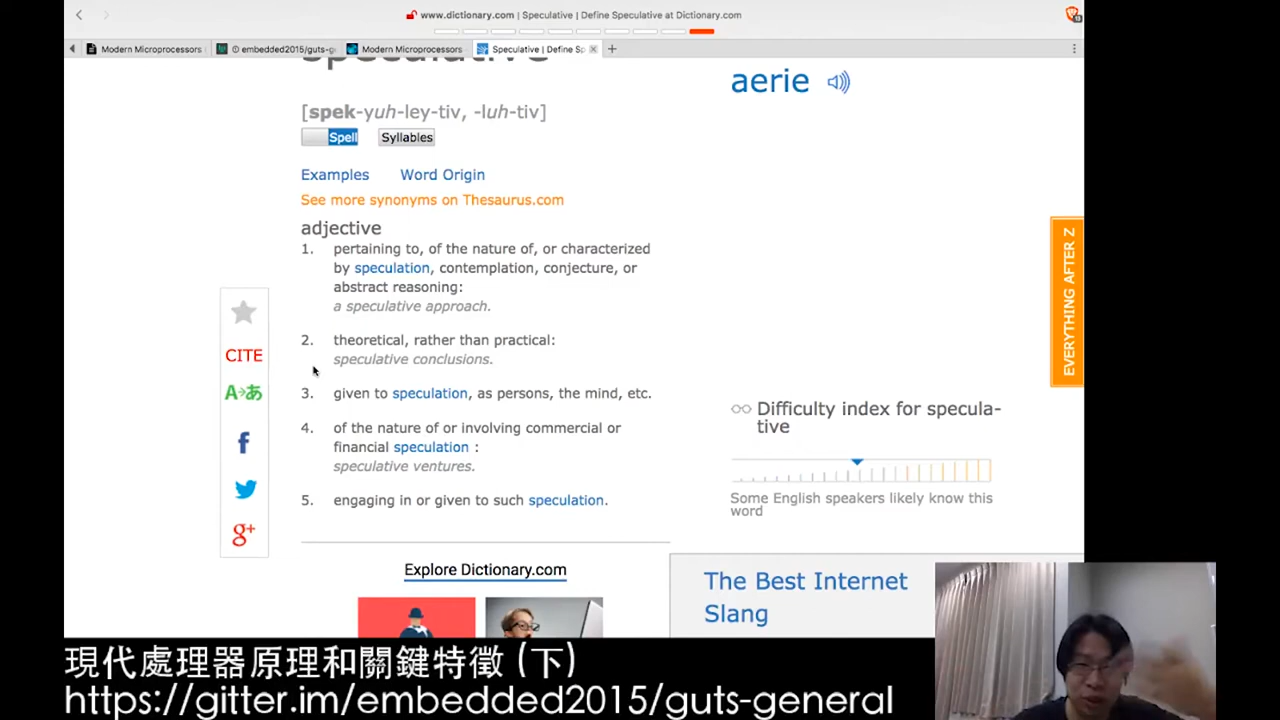 www.dictionary.com | Speculative | Define Speculative at Dictionary.com
Modern Microprocessors
embedded2015/guts-g
Modern Microprocessors
Speculative | Define Sp
speculative
[spek-yuh-ley-tiv, -luh-tiv]
Spell
Syllables
Examples
Word Origin
See more synonyms on Thesaurus.com
adjective
1. pertaining to, of the nature of, or characterized
by speculation, contemplation, conjecture, or
abstract reasoning:
a speculative approach.
2. theoretical, rather than practical:
speculative conclusions.
3. given to speculation, as persons, the mind, etc.
4. of the nature of or involving commercial or
financial speculation :
speculative ventures.
5. engaging in or given to such speculation.
CITE
A→あ
f
g+
Explore Dictionary.com
aerie
EVERYTHING AFTER Z
Difficulty index for specula-
tive
Some English speakers likely know this
word
The Best Internet
Slang
現代處理器原理和關鍵特徵 (下)
https://gitter.im/embedded2015/guts-general